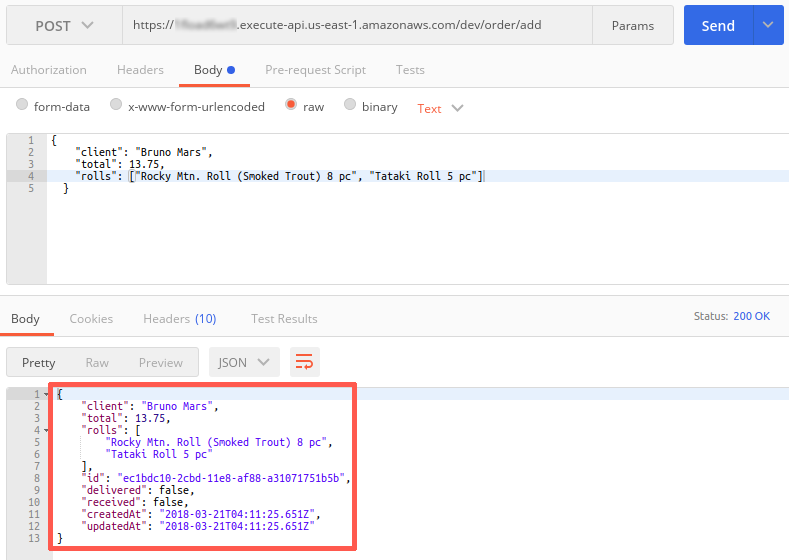 POST https://.execute-api.us-east-1.amazonaws.com/dev/order/add Params Send
Authorization Headers Body Pre-request Script Tests
form-data x-www-form-urlencoded raw binary Text
1 {
2 "client": "Bruno Mars",
3 "total": 13.75,
4 "rolls": ["Rocky Mtn. Roll (Smoked Trout) 8 pc", "Tataki Roll 5 pc"]
5 }
Body Cookies Headers (10) Test Results Status: 200 OK
Pretty Raw Preview JSON
1 {
2 "client": "Bruno Mars",
3 "total": 13.75,
4 "rolls": [
5 "Rocky Mtn. Roll (Smoked Trout) 8 pc",
6 "Tataki Roll 5 pc"
7 ],
8 "id": "ec1bdc10-2cbd-11e8-af88-a31071751b5b",
9 "delivered": false,
10 "received": false,
11 "createdAt": "2018-03-21T04:11:25.651Z",
12 "updatedAt": "2018-03-21T04:11:25.651Z"
13 }